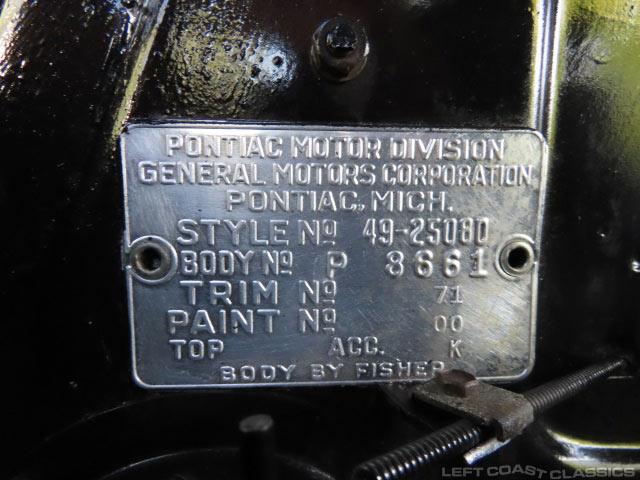 PONTIAC MOTOR DIVISION
GENERAL MOTORS CORPORATION
PONTIAC, MICH.
STYLE Nº 49-25080
BODY Nº P 8661
TRIM Nº 71
PAINT Nº 00
TOP ACC. K
BODY BY FISHER
LEFT COAST CLASSICS